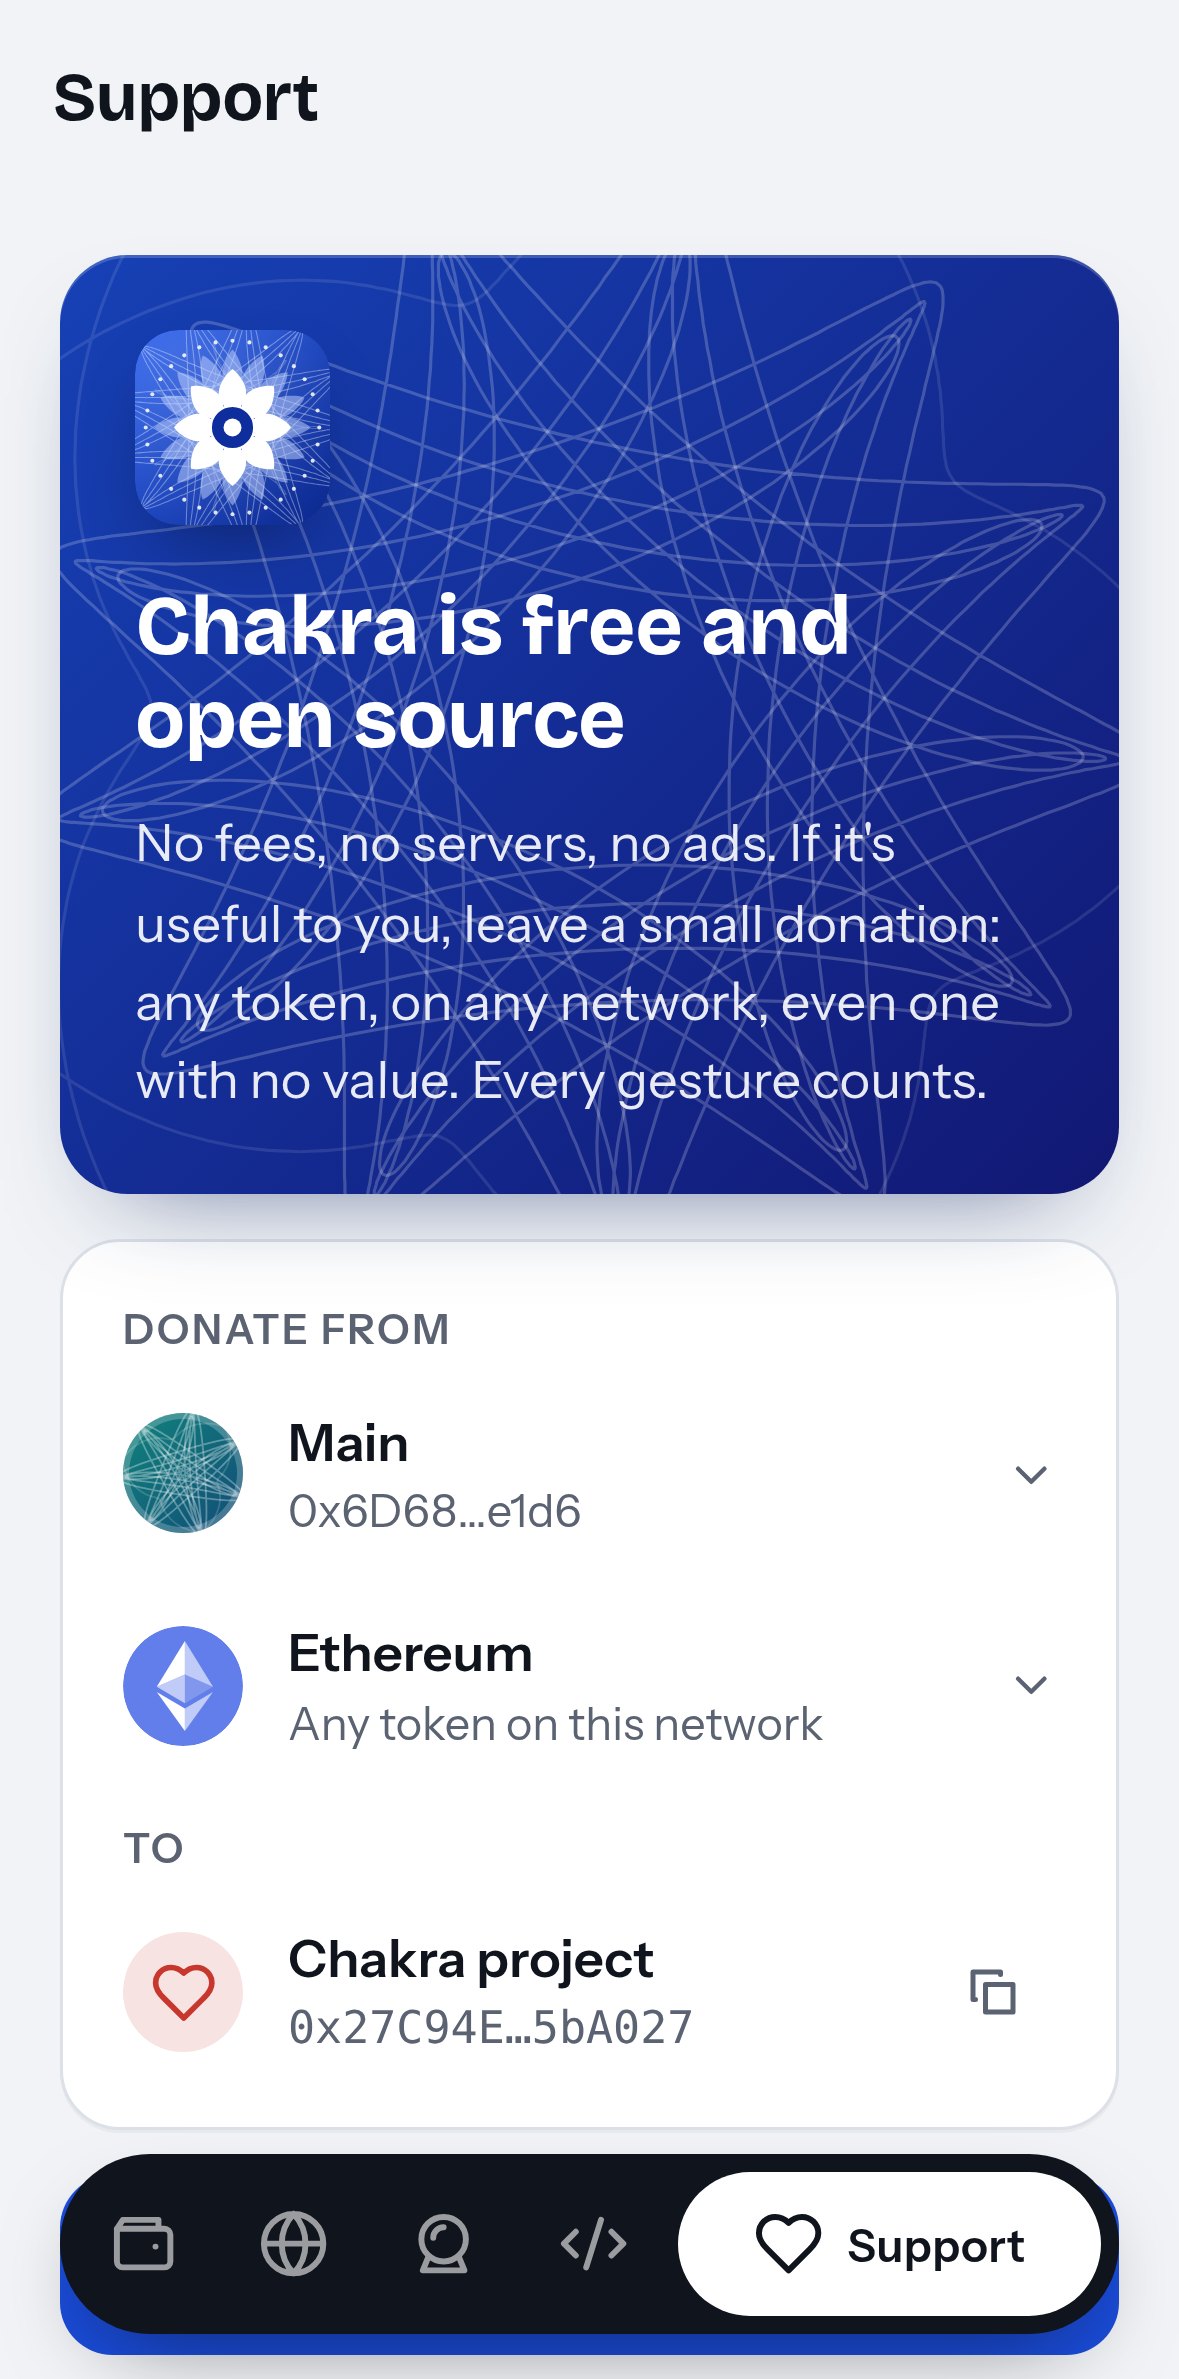 Support
Chakra is free and
open source
No fees, no servers, no ads. If it's
useful to you, leave a small donation:
any token, on any network, even one
with no value. Every gesture counts.
DONATE FROM
Main
0x6D68...e1d6
Ethereum
Any token on this network
TO
Chakra project
0x27C94E…5bA027
Support